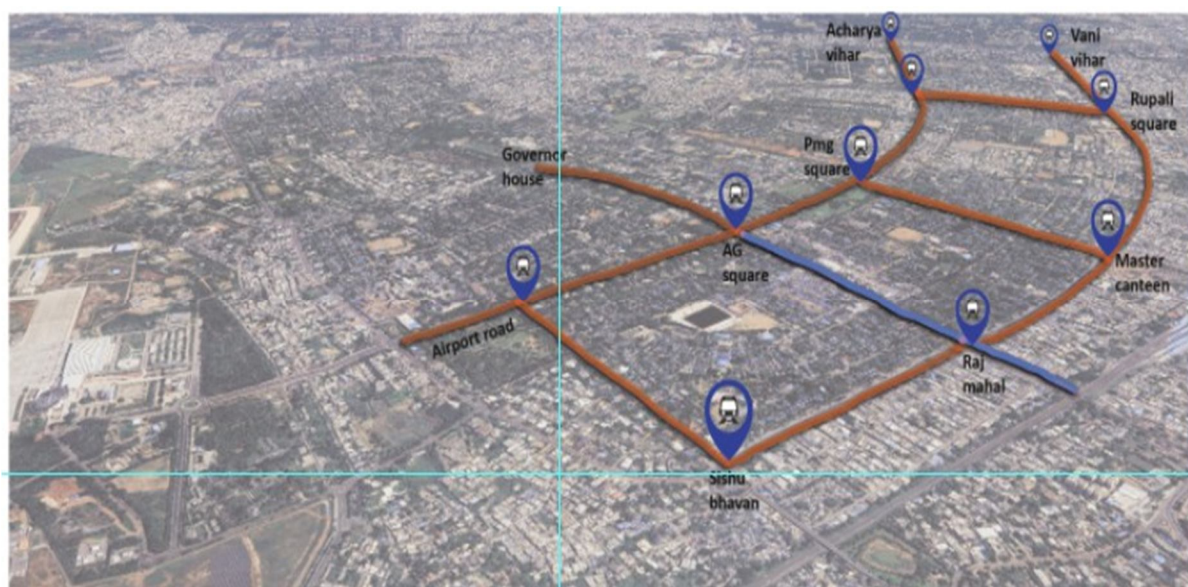 Acharya
vihar
Vani
vihar
Rupali
square
Pmg
square
Governor
house
AG
square
Master
canteen
Airport road
Raj
mahal
Sishu
bhavan